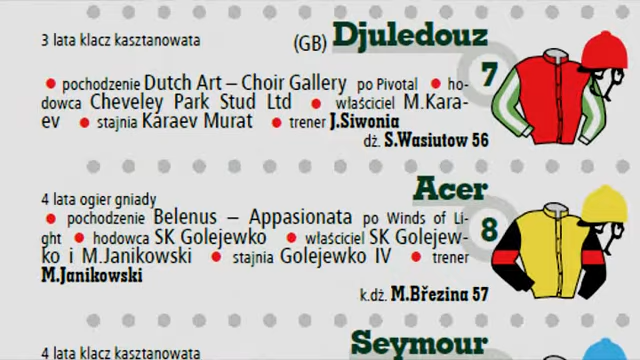 3 lata klacz kasztanowata
(GB) Djuledouz
7
• pochodzenie Dutch Art – Choir Gallery po Pivotal • ho-
dowca Cheveley Park Stud Ltd • właściciel M.Kara-
ev • stajnia Karaev Murat • trener J.Siwonia
dż. S.Wasiutow 56
Acer
4 lata ogier gniady
8
• pochodzenie Belenus – Appasionata po Winds of Li-
ght • hodowca SK Golejewko • właściciel SK Golejew-
ko i M.Janikowski • stajnia Golejewko IV • trener
M.Janikowski
k.dż. M.Březina 57
Seymour
4 lata klacz kasztanowata